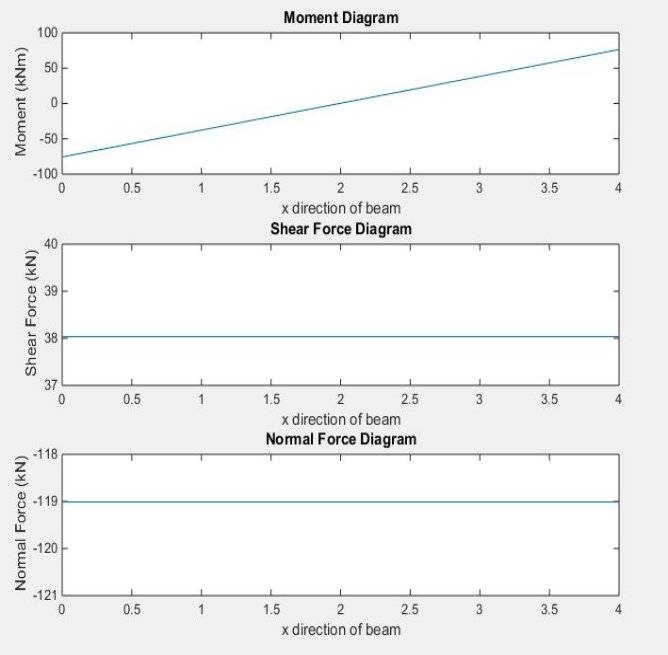 Moment Diagram
Moment (kNm)
100
50
0
-50
-100
0 0.5 1 1.5 2 2.5 3 3.5 4
x direction of beam
Shear Force Diagram
Shear Force (kN)
40
39
38
37
0 0.5 1 1.5 2 2.5 3 3.5 4
x direction of beam
Normal Force Diagram
Normal Force (kN)
-118
-119
-120
-121
0 0.5 1 1.5 2 2.5 3 3.5 4
x direction of beam